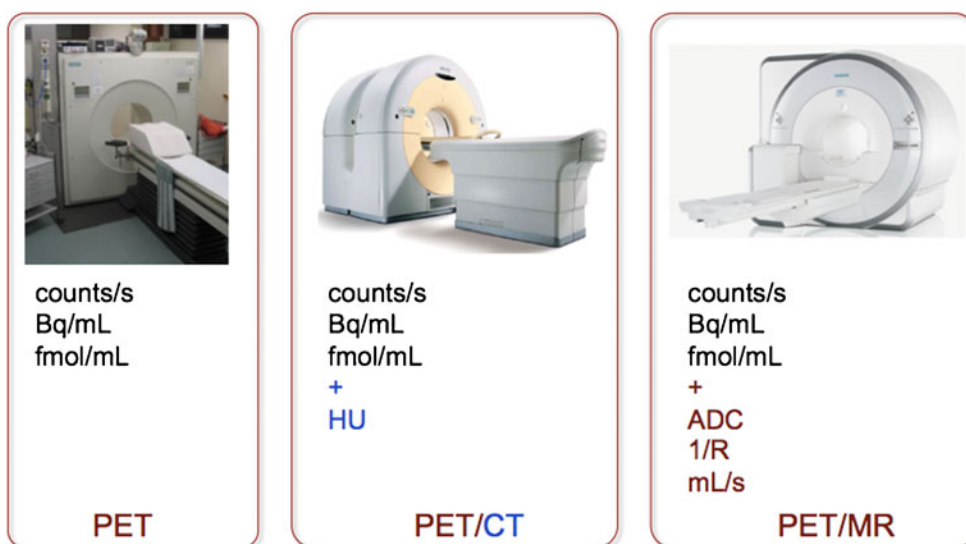 counts/s
Bq/mL
fmol/mL
PET
counts/s
Bq/mL
fmol/mL
+
HU
PET/CT
counts/s
Bq/mL
fmol/mL
+
ADC
1/R
mL/s
PET/MR